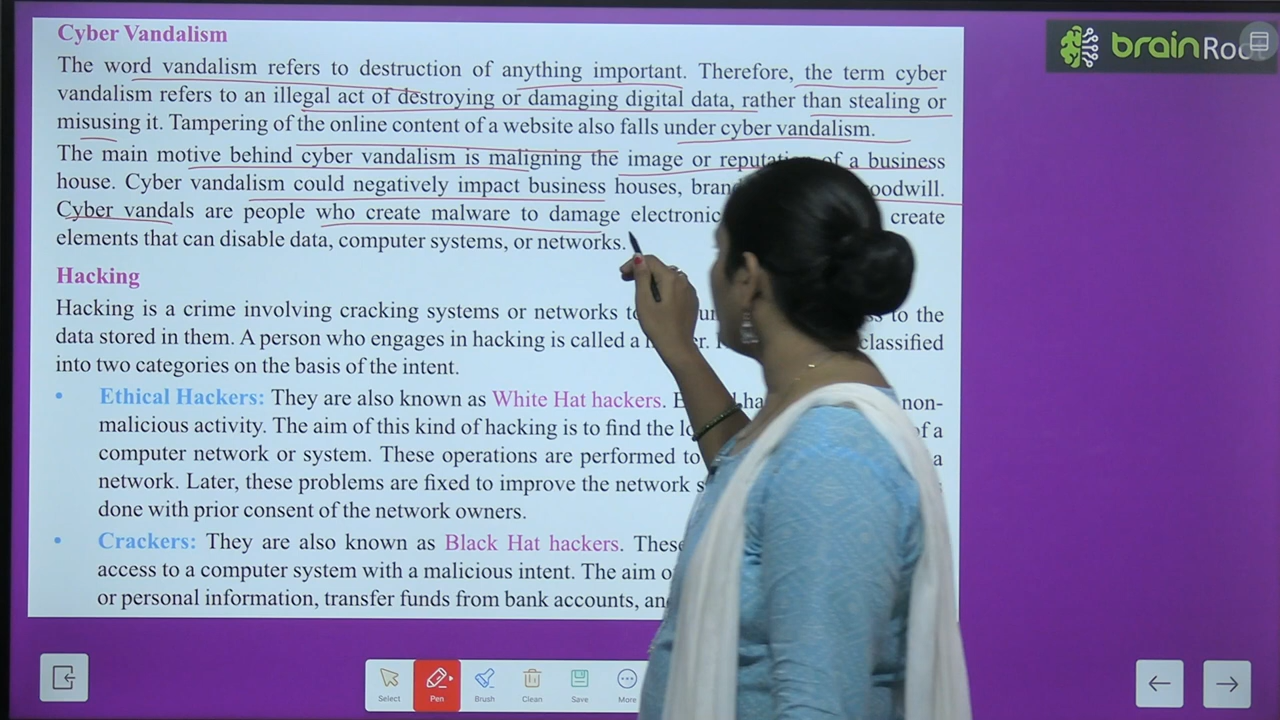 Cyber Vandalism
The word vandalism refers to destruction of anything important. Therefore, the term cyber
vandalism refers to an illegal act of destroying or damaging digital data, rather than stealing or
misusing it. Tampering of the online content of a website also falls under cyber vandalism.
The main motive behind cyber vandalism is maligning the image or reputation of a business
house. Cyber vandalism could negatively impact business houses, goodwill.
Cyber vandals are people who create malware to damage electronic create
elements that can disable data, computer systems, or networks.
Hacking
Hacking is a crime involving cracking systems or networks to the
data stored in them. A person who engages in hacking is called a classified
into two categories on the basis of the intent.
• Ethical Hackers: They are also known as White Hat hackers. non-
malicious activity. The aim of this kind of hacking is to find the of a
computer network or system. These operations are performed to a
network. Later, these problems are fixed to improve the network
done with prior consent of the network owners.
• Crackers: They are also known as Black Hat hackers. These
access to a computer system with a malicious intent. The aim
or personal information, transfer funds from bank accounts,
brain
Select Pen Brush Clean Save More